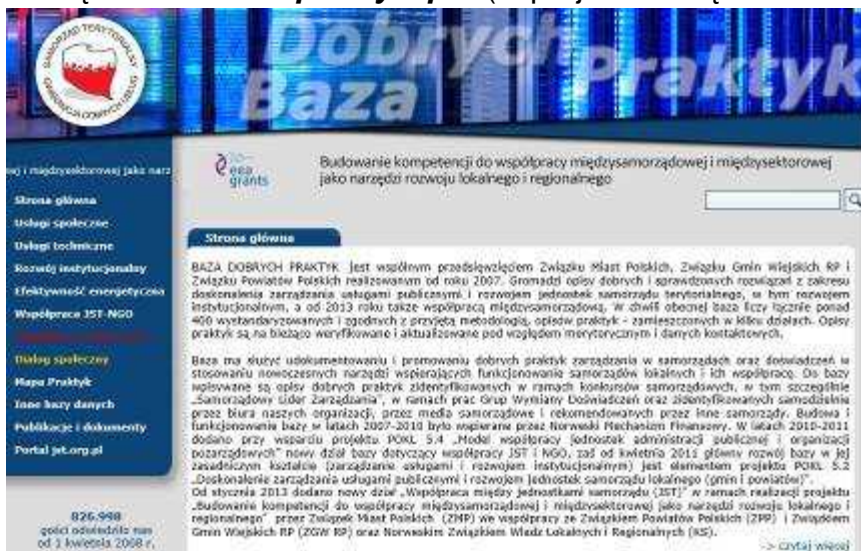 SAMORZĄD TERYTORIALNY
Dobrych
Baza Praktyk
eea
grants
Budowanie kompetencji do współpracy międzysamorządowej i międzysektorowej
jako narzędzi rozwoju lokalnego i regionalnego
ej i międzysektorowej jako narz
Strona główna
Usługi społeczne
Usługi techniczne
Rozwój instytucjonalny
Efektywność energetyczna
Współpraca JST-NGO
Dialog społeczny
Mapa Praktyk
Inne bazy danych
Publikacje i dokumenty
Portal jst.org.pl
826.998
gości odwiedziło nas
od 1 kwietnia 2008 r.
Strona główna
BAZA DOBRYCH PRAKTYK jest wspólnym przedsięwzięciem Związku Miast Polskich, Związku Gmin Wiejskich RP i
Związku Powiatów Polskich realizowanym od roku 2007. Gromadzi opisy dobrych i sprawdzonych rozwiązań z zakresu
doskonalenia zarządzania usługami publicznymi i rozwojem jednostek samorządu terytorialnego, w tym rozwojem
instytucjonalnym, a od 2013 roku także współpracą międzysamorządową. W chwili obecnej baza liczy łącznie ponad
400 wystandaryzowanych i zgodnych z przyjętą metodologią, opisów praktyk - zamieszczonych w kilku działach. Opisy
praktyk są na bieżąco weryfikowane i aktualizowane pod względem merytorycznym i danych kontaktowych.
Baza ma służyć udokumentowaniu i promowaniu dobrych praktyk zarządzania w samorządach oraz doświadczeń w
stosowaniu nowoczesnych narzędzi wspierających funkcjonowanie samorządów lokalnych i ich współpracę. Do bazy
wpisywane są opisy dobrych praktyk zidentyfikowanych w ramach konkursów samorządowych, w tym szczególnie
„Samorządowy Lider Zarządzania", w ramach prac Grup Wymiany Doświadczeń oraz zidentyfikowanych samodzielnie
przez biura naszych organizacji, przez media samorządowe i rekomendowanych przez inne samorządy. Budowa i
funkcjonowanie bazy w latach 2007-2010 było wspierane przez Norweski Mechanizm Finansowy. W latach 2010-2011
dodano przy wsparciu projektu POKL 5.4 „Model współpracy jednostek administracji publicznej i organizacji
pozarządowych" nowy dział bazy dotyczący współpracy JST i NGO, zaś od kwietnia 2011 główny rozwój bazy w jej
zasadniczym kształcie (zarządzanie usługami i rozwojem instytucjonalnym) jest elementem projektu POKL 5.2
„Doskonalenie zarządzania usługami publicznymi i rozwojem jednostek samorządu lokalnego (gmin i powiatów)".
Od stycznia 2013 dodano nowy dział „Współpraca między jednostkami samorządu (JST)" w ramach realizacji projektu
„Budowanie kompetencji do współpracy międzysamorządowej i międzysektorowej jako narzędzi rozwoju lokalnego i
regionalnego" przez Związek Miast Polskich (ZMP) we współpracy ze Związkiem Powiatów Polskich (ZPP) i Związkiem
Gmin Wiejskich RP (ZGW RP) oraz Norweskim Związkiem Władz Lokalnych i Regionalnych (KS).
-> czytaj więcej